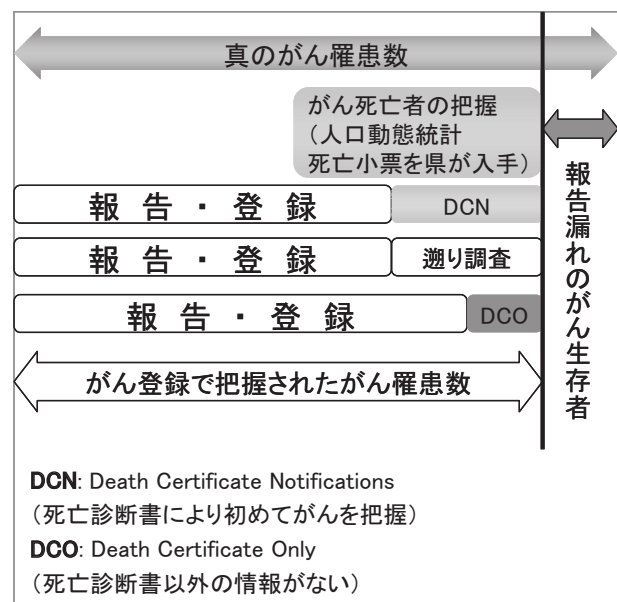 真のがん罹患数
がん死亡者の把握
(人口動態統計
死亡小票を県が入手)
報 告 ・ 登 録
DCN
報 告 ・ 登 録
遡り調査
報 告 ・ 登 録
DCO
がん登録で把握されたがん罹患数
報告漏れのがん生存者
DCN: Death Certificate Notifications
(死亡診断書により初めてがんを把握)
DCO: Death Certificate Only
(死亡診断書以外の情報がない)